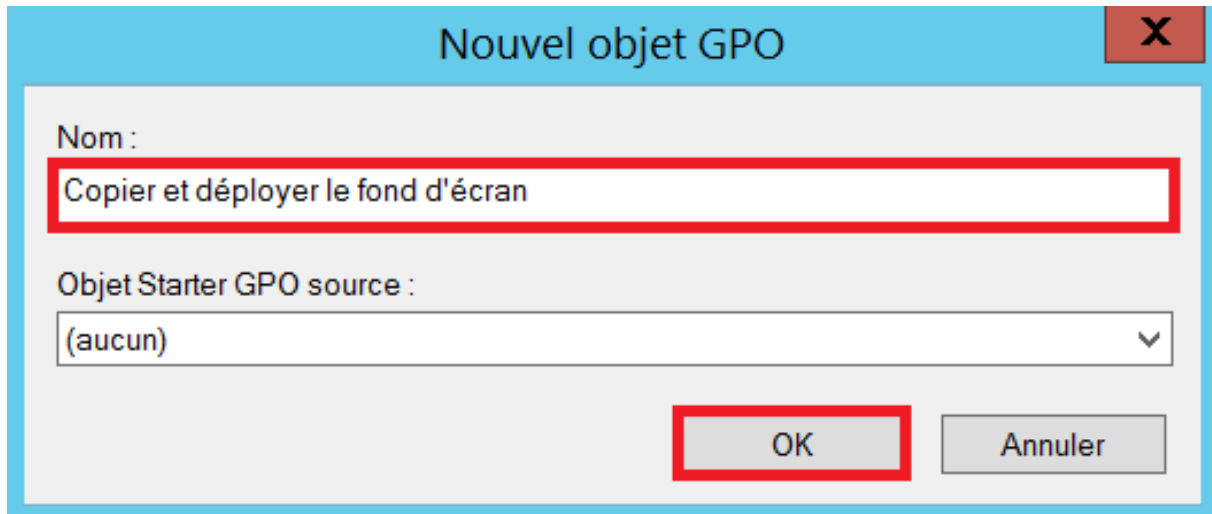 Nouvel objet GPO
X
Nom :
Copier et déployer le fond d'écran
Objet Starter GPO source :
(aucun)
OK
Annuler